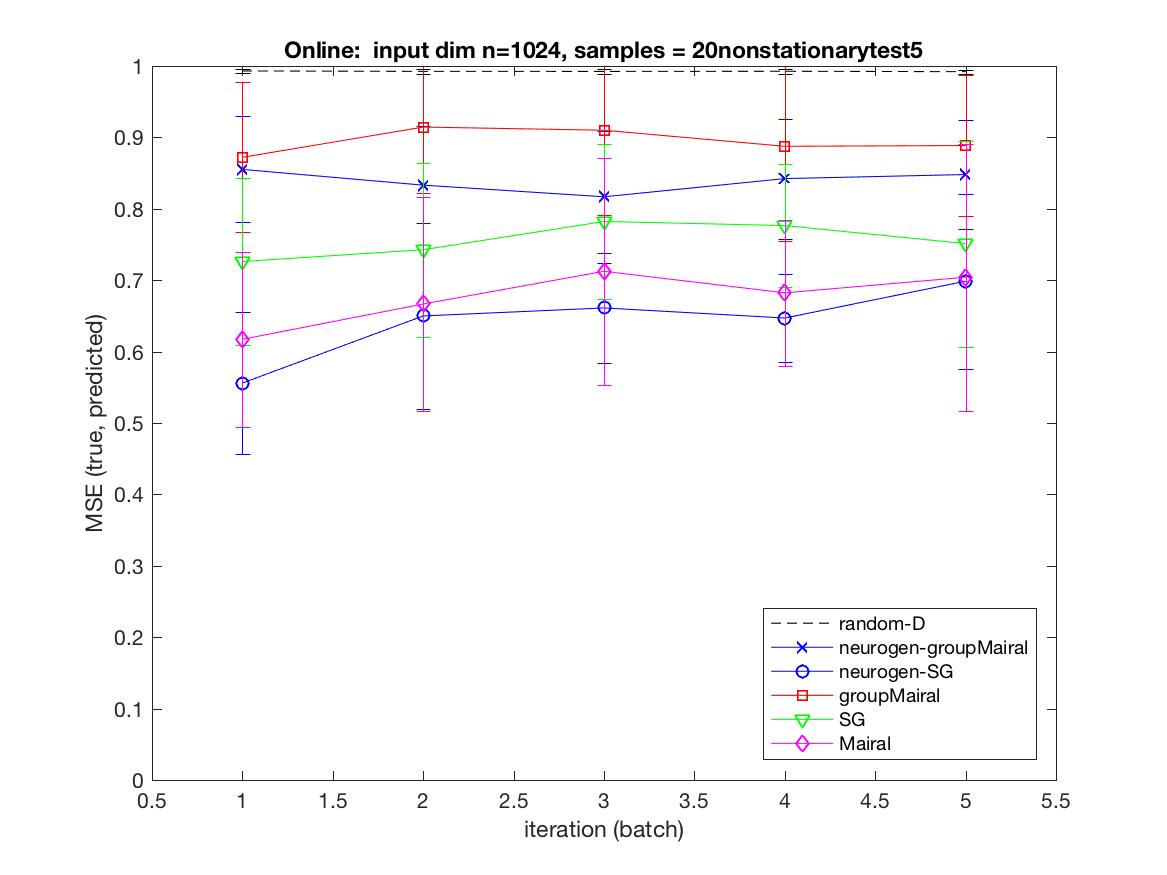 Online:  input dim n=1024, samples = 20nonstationarytest5
MSE (true, predicted)
1
0.9
0.8
0.7
0.6
0.5
0.4
0.3
0.2
0.1
0
random-D
neurogen-groupMairal
neurogen-SG
groupMairal
SG
Mairal
0.5 1 1.5 2 2.5 3 3.5 4 4.5 5 5.5
iteration (batch)